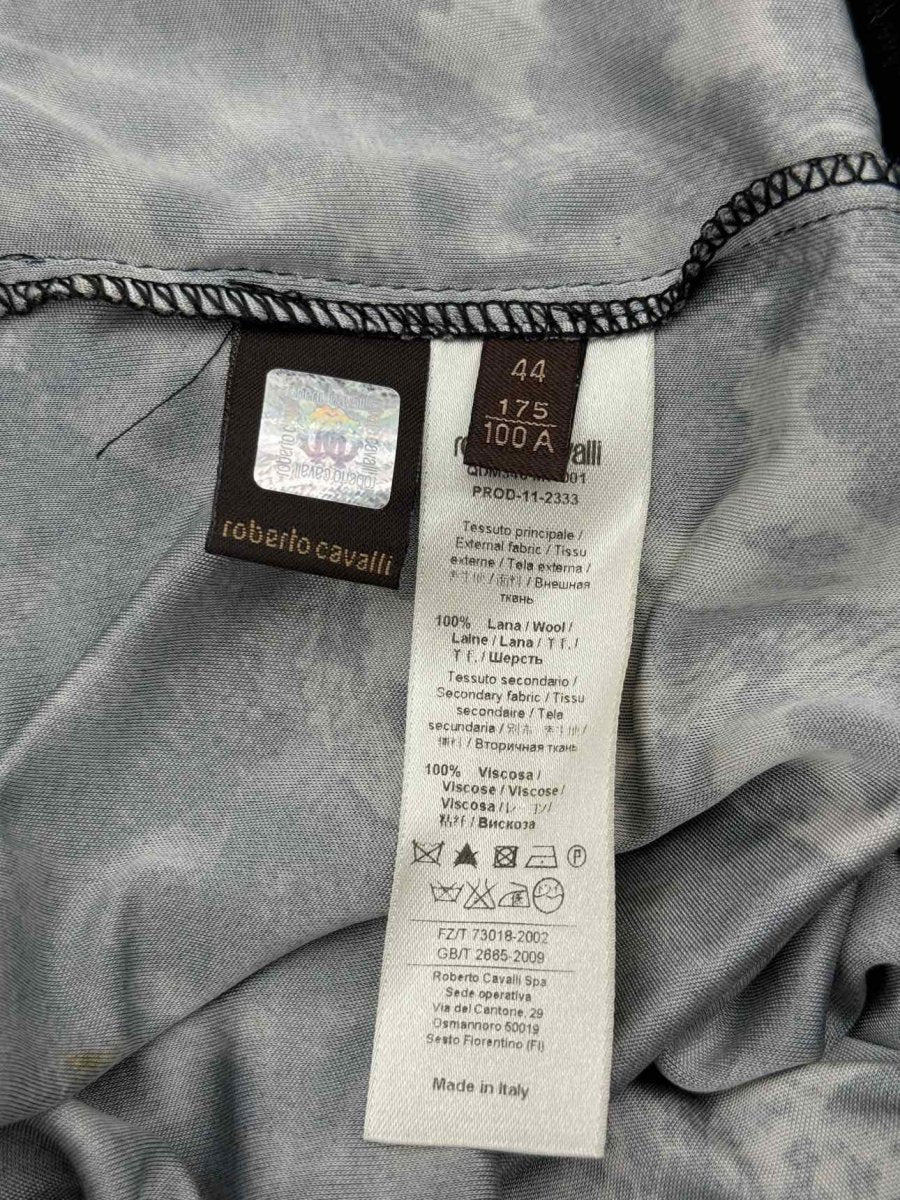 44
175
100 A
roberto cavalli
roberto cavalli
roberto cavalli
PROD-11-2333
Tessuto principale /
External fabric / Tissu
externe / Tela externa /
/ Внешная
ткань
100% Lana / Wool /
Laine / Lana /
/ Шерсть
Tessuto secondario /
Secondary fabric / Tissu
secondaire / Tela
secundaria /
/ Вторичная ткань
100% Viscosa /
Viscose / Viscose /
Viscosa /
/ Вискоза
P
FZ/T 73018-2002
GB/T 2665-2009
Roberto Cavalli Spa
Sede operativa
Via del Cantone, 29
Osmannoro 50019
Sesto Fiorentino (FI)
Made in Italy